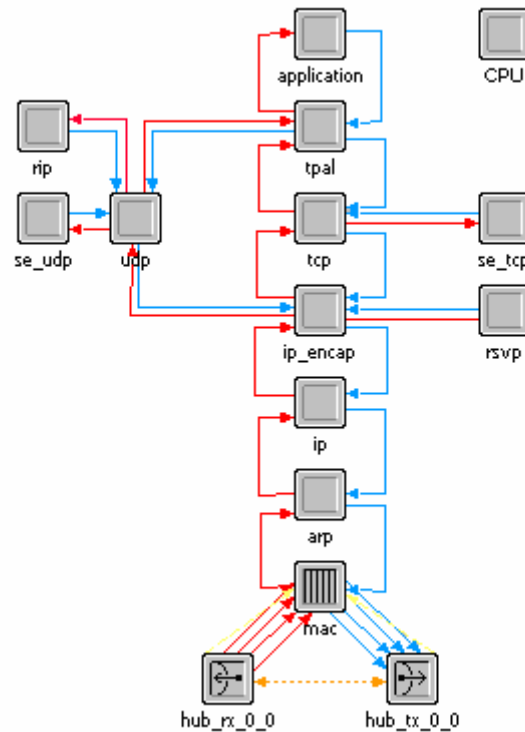 application
CPU
rip
tpal
se_udp
udp
tcp
se_tcp
ip_encap
rsvp
ip
arp
mac
hub_rx_0_0
hub_tx_0_0